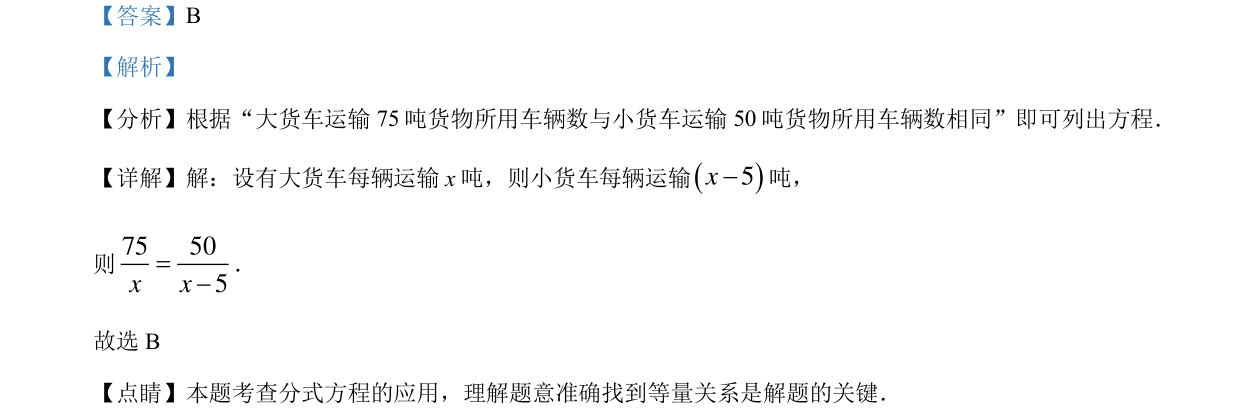 【答案】B
【解析】
【分析】根据“大货车运输 75 吨货物所用车辆数与小货车运输 50 吨货物所用车辆数相同”即可列出方程．
【详解】解：设有大货车每辆运输 x 吨，则小货车每辆运输(x−5)吨，
则 75/x = 50/(x−5)．
故选 B
【点睛】本题考查分式方程的应用，理解题意准确找到等量关系是解题的关键．